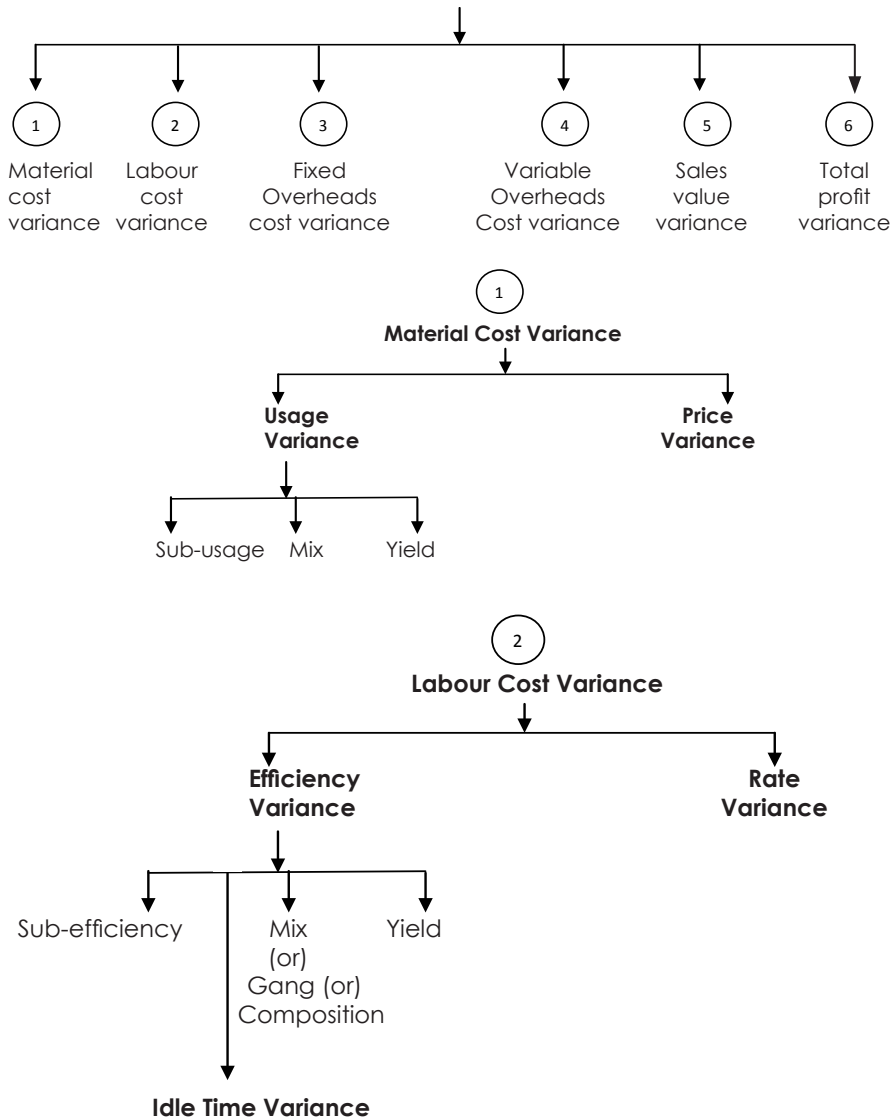 1 2 3 4 5 6
Material Labour Fixed Variable Sales Total
cost cost Overheads Overheads value profit
variance variance cost variance Cost variance variance variance
1
Material Cost Variance
Usage Price
Variance Variance
Sub-usage Mix Yield
2
Labour Cost Variance
Efficiency Rate
Variance Variance
Sub-efficiency Mix Yield
(or)
Gang (or)
Composition
Idle Time Variance